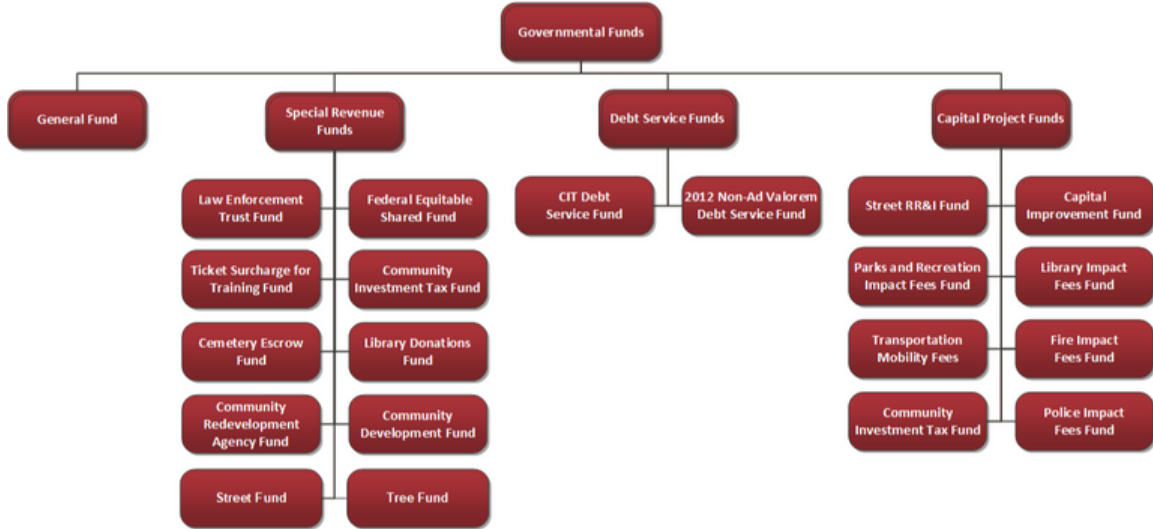 Governmental Funds
General Fund
Special Revenue
Funds
Debt Service Funds
Capital Project Funds
Law Enforcement
Trust Fund
Federal Equitable
Shared Fund
Ticket Surcharge for
Training Fund
Community
Investment Tax Fund
Cemetery Escrow
Fund
Library Donations
Fund
Community
Redevelopment
Agency Fund
Community
Development Fund
Street Fund
Tree Fund
CIT Debt
Service Fund
2012 Non-Ad Valorem
Debt Service Fund
Street RR&I Fund
Capital
Improvement Fund
Parks and Recreation
Impact Fees Fund
Library Impact
Fees Fund
Transportation
Mobility Fees
Fire Impact
Fees Fund
Community
Investment Tax Fund
Police Impact
Fees Fund